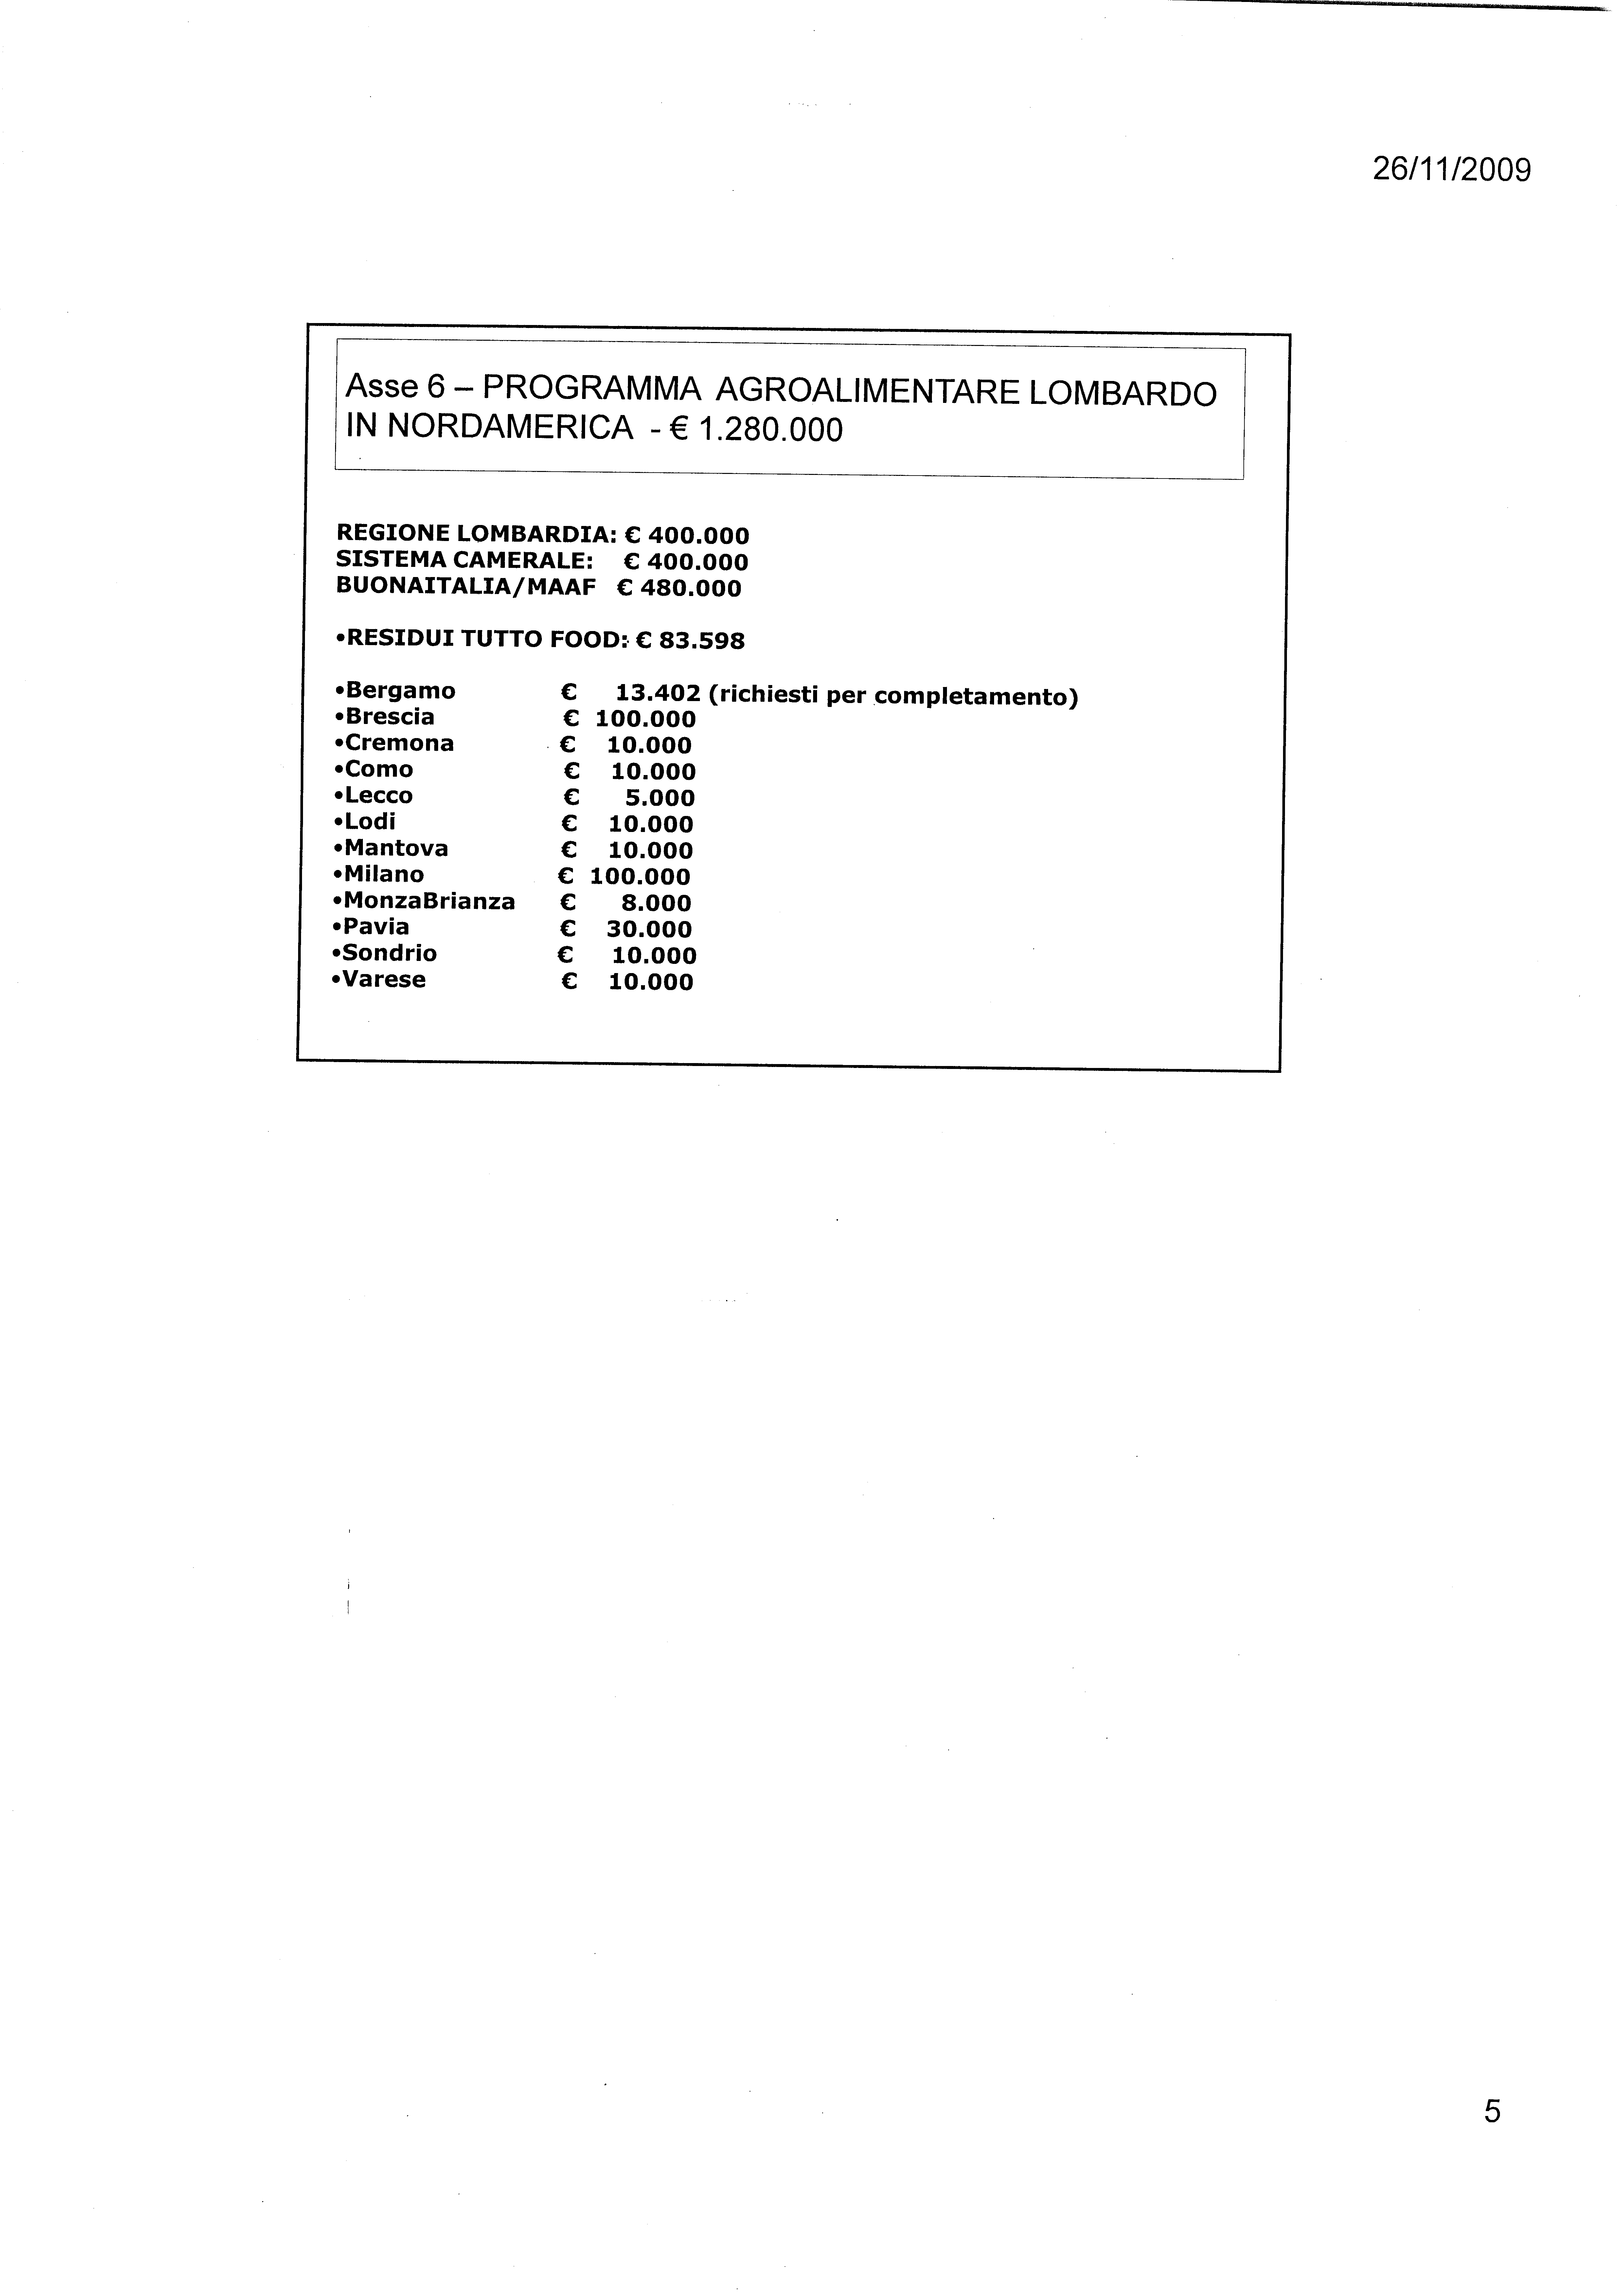 26/11/2009
Asse 6 – PROGRAMMA AGROALIMENTARE LOMBARDO
IN NORDAMERICA - € 1.280.000
REGIONE LOMBARDIA: € 400.000
SISTEMA CAMERALE: € 400.000
BUONAITALIA/MAAF € 480.000
•RESIDUI TUTTO FOOD: € 83.598
•Bergamo € 13.402 (richiesti per completamento)
•Brescia € 100.000
•Cremona € 10.000
•Como € 10.000
•Lecco € 5.000
•Lodi € 10.000
•Mantova € 10.000
•Milano € 100.000
•MonzaBrianza € 8.000
•Pavia € 30.000
•Sondrio € 10.000
•Varese € 10.000
5